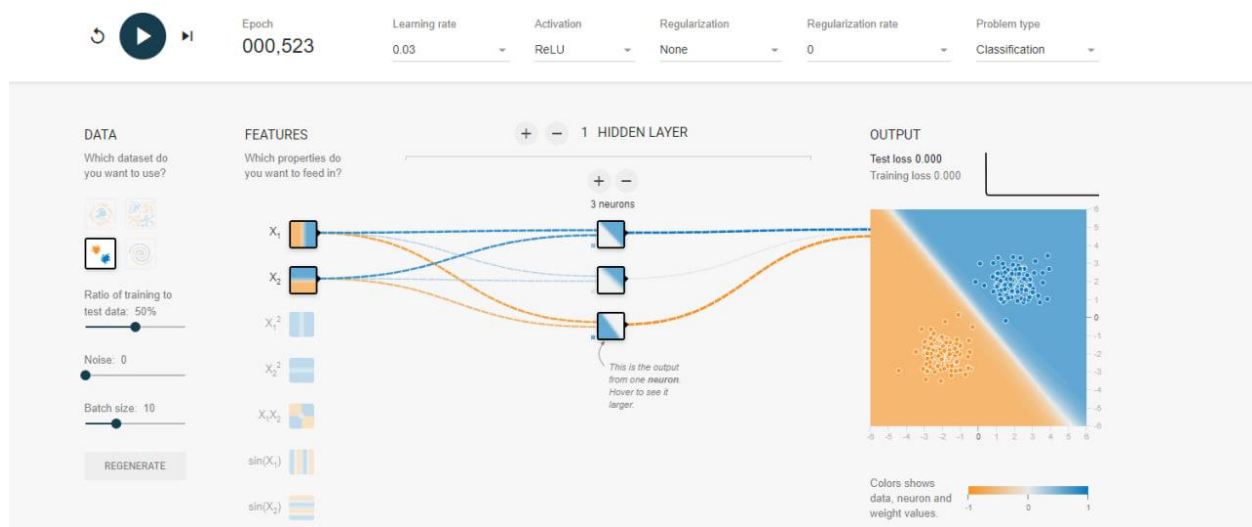 Epoch
000,523
Learning rate
0.03
Activation
ReLU
Regularization
None
Regularization rate
0
Problem type
Classification
DATA
Which dataset do
you want to use?
Ratio of training to
test data: 50%
Noise: 0
Batch size: 10
REGENERATE
FEATURES
Which properties do
you want to feed in?
X₁
X₂
X₁²
X₂²
X₁X₂
sin(X₁)
sin(X₂)
+ − 1 HIDDEN LAYER
+ −
3 neurons
This is the output
from one neuron.
Hover to see it
larger.
OUTPUT
Test loss 0.000
Training loss 0.000
6
5
4
3
2
1
0
-1
-2
-3
-4
-5
-6
-6 -5 -4 -3 -2 -1 0 1 2 3 4 5 6
Colors shows
data, neuron and
weight values.
-1 0 1